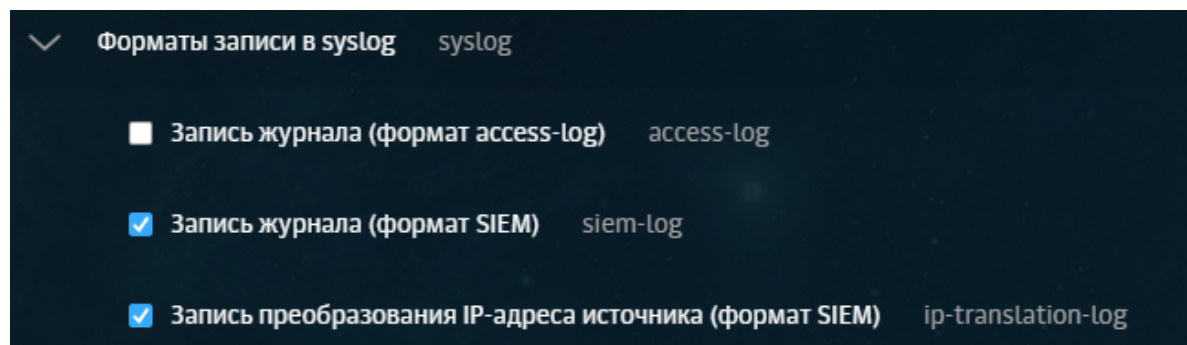 Форматы записи в syslog syslog
Запись журнала (формат access-log) access-log
Запись журнала (формат SIEM) siem-log
Запись преобразования IP-адреса источника (формат SIEM) ip-translation-log